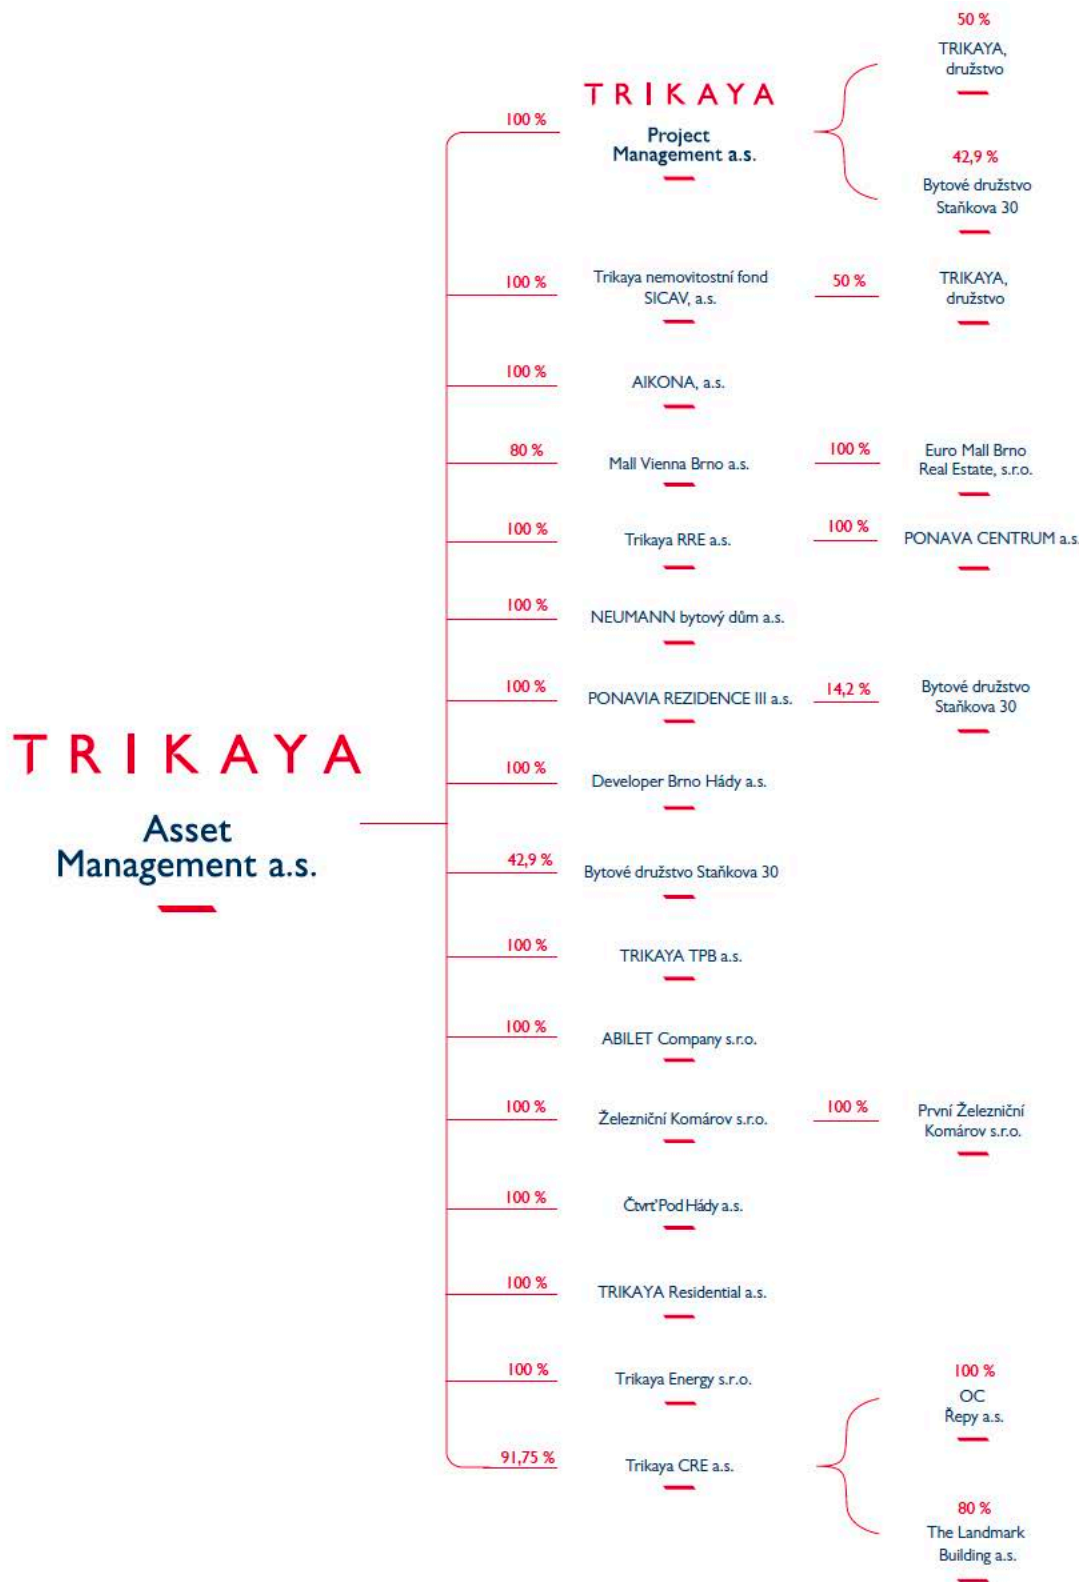 50 %
TRIKAYA,
družstvo
TRIKAYA
100 %
Project
Management a.s.
42,9 %
Bytové družstvo
Staňkova 30
100 %
Trikaya nemovitostní fond
SICAV, a.s.
50 %
TRIKAYA,
družstvo
100 %
AIKONA, a.s.
80 %
Mall Vienna Brno a.s.
100 %
Euro Mall Brno
Real Estate, s.r.o.
100 %
Trikaya RRE a.s.
100 %
PONAVA CENTRUM a.s.
100 %
NEUMANN bytový dům a.s.
100 %
PONAVIA REZIDENCE III a.s.
14,2 %
Bytové družstvo
Staňkova 30
TRIKAYA
Asset
Management a.s.
100 %
Developer Brno Hády a.s.
42,9 %
Bytové družstvo Staňkova 30
100 %
TRIKAYA TPB a.s.
100 %
ABILET Company s.r.o.
100 %
Železniční Komárov s.r.o.
100 %
První Železniční
Komárov s.r.o.
100 %
Čtvrť Pod Hády a.s.
100 %
TRIKAYA Residential a.s.
100 %
Trikaya Energy s.r.o.
100 %
OC
Řepy a.s.
91,75 %
Trikaya CRE a.s.
80 %
The Landmark
Building a.s.